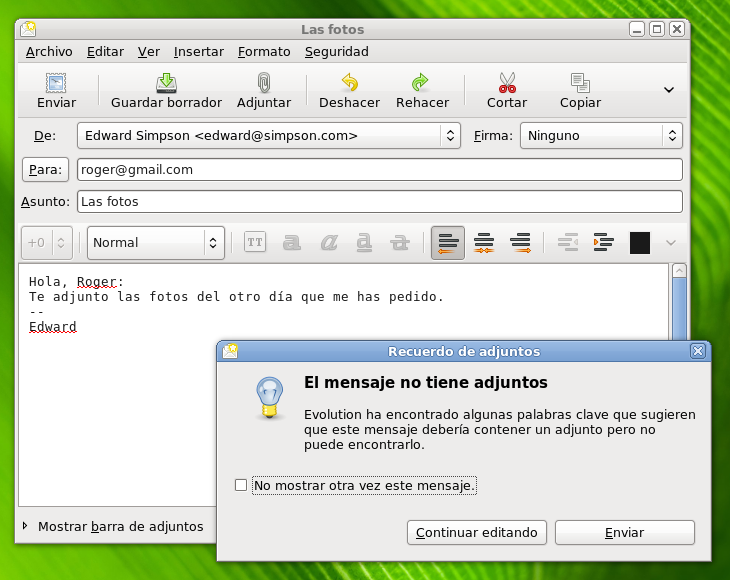 Las fotos
Archivo Editar Ver Insertar Formato Seguridad
Enviar Guardar borrador Adjuntar Deshacer Rehacer Cortar Copiar
De: Edward Simpson <edward@simpson.com> Firma: Ninguno
Para: roger@gmail.com
Asunto: Las fotos
+0 Normal TT a a a a
Hola, Roger:
Te adjunto las fotos del otro día que me has pedido.
--
Edward
Recuerdo de adjuntos
El mensaje no tiene adjuntos
Evolution ha encontrado algunas palabras clave que sugieren
que este mensaje debería contener un adjunto pero no
puede encontrarlo.
No mostrar otra vez este mensaje.
Mostrar barra de adjuntos
Continuar editando Enviar